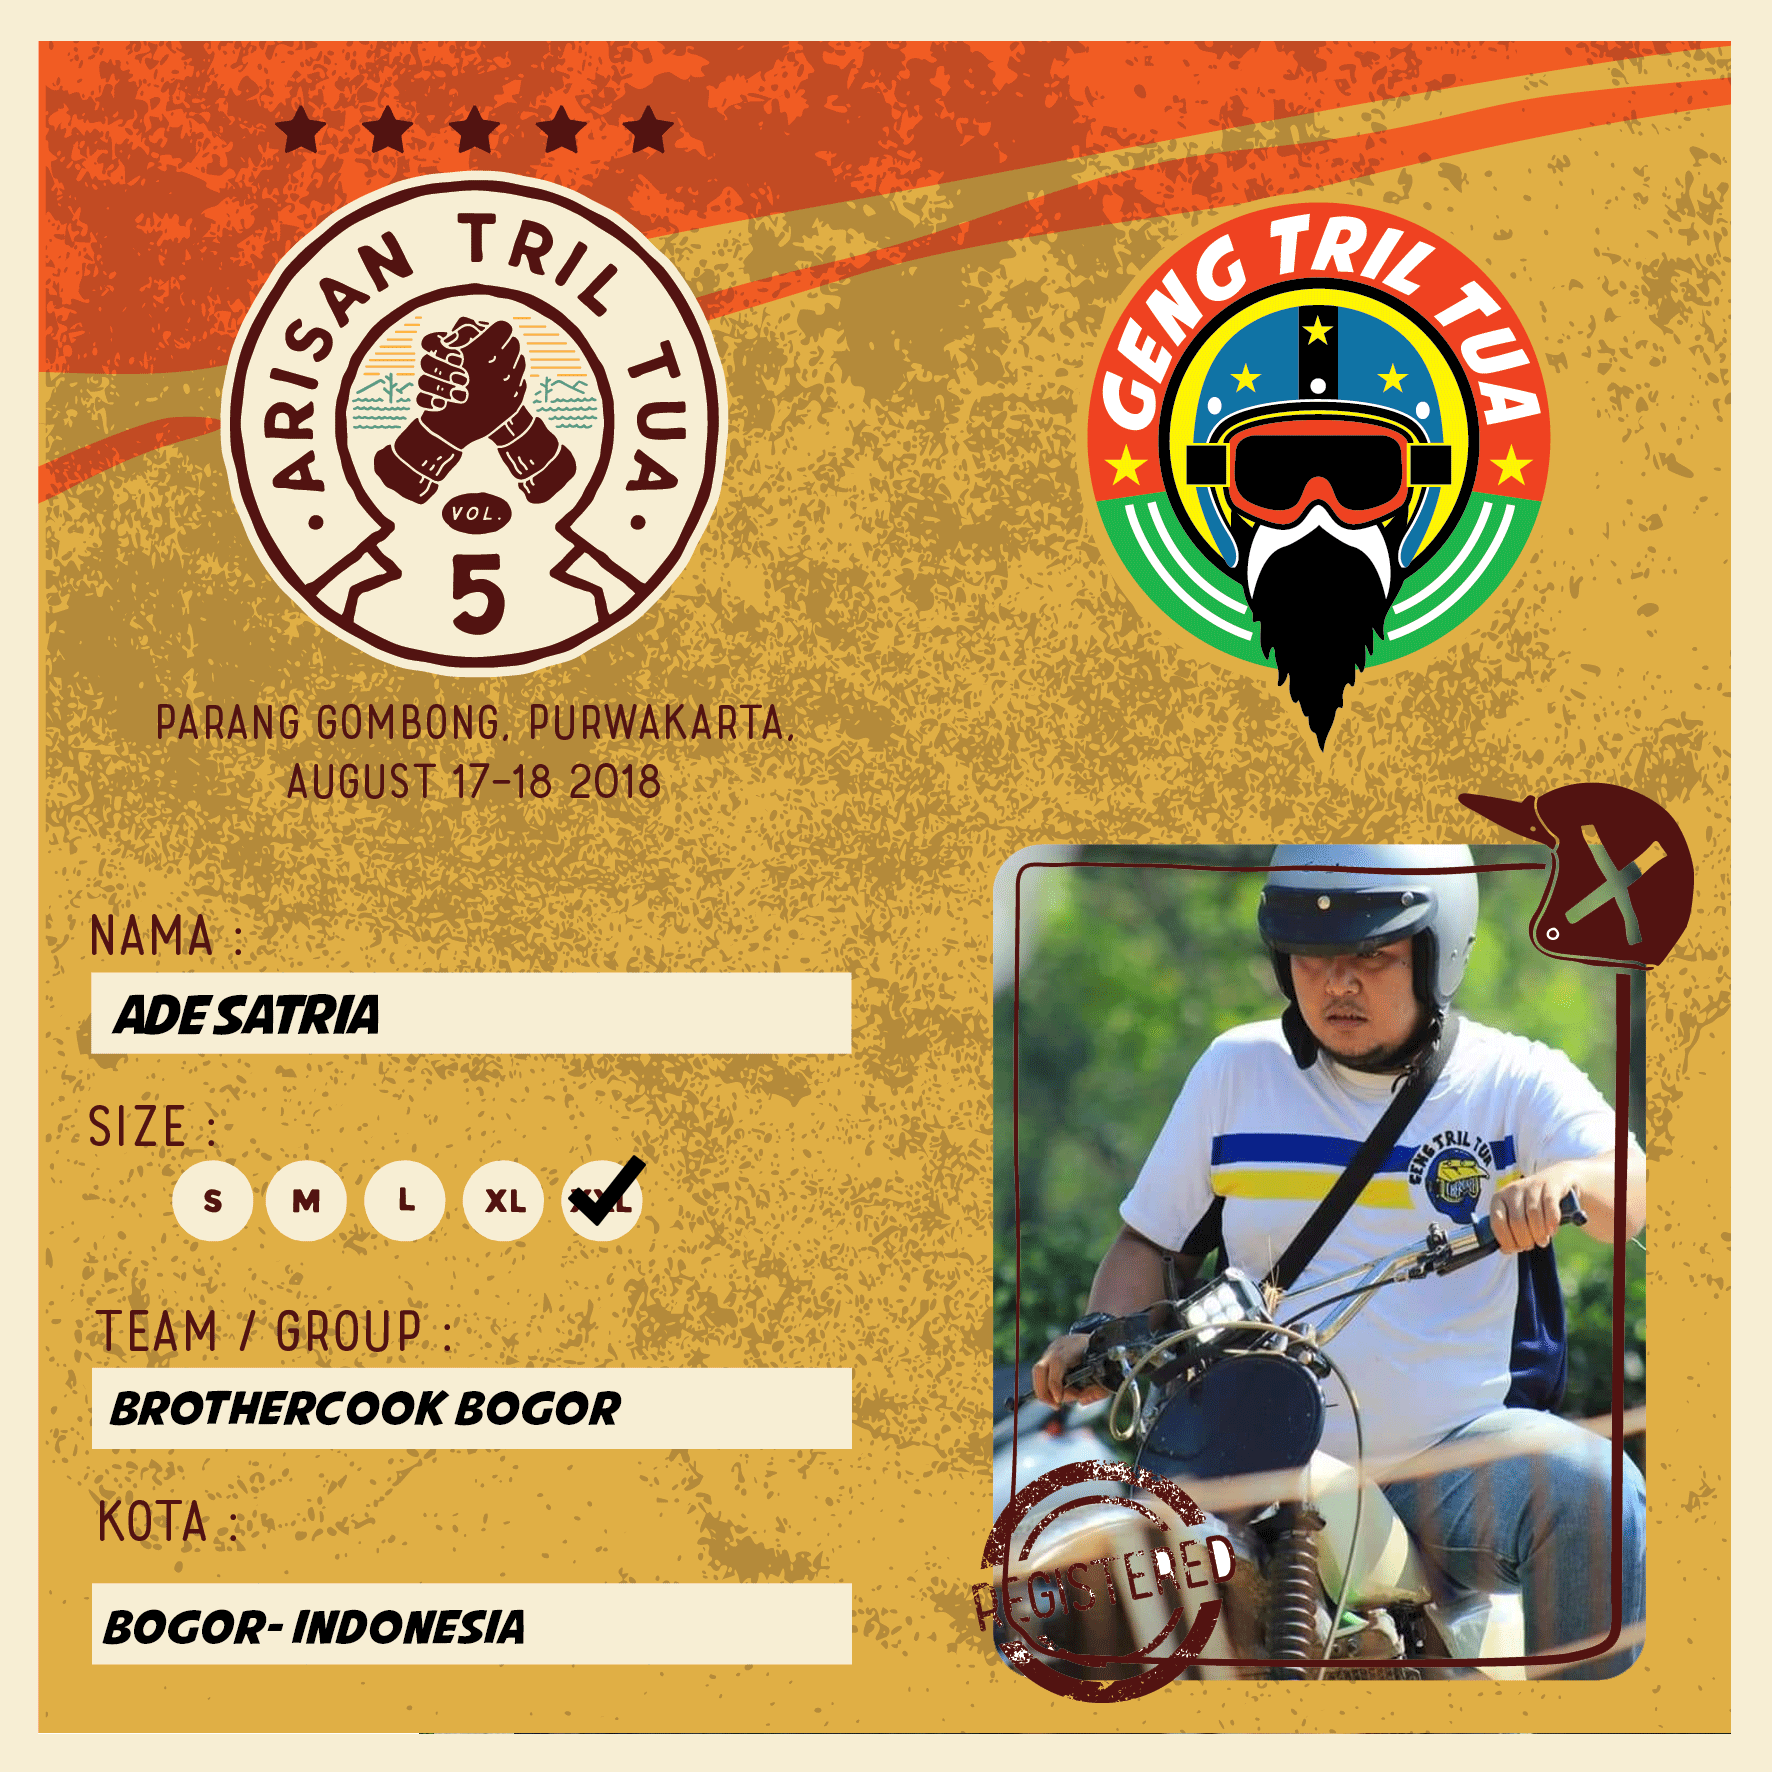 ARISAN TRIL TUA
VOL.
5
GENG TRIL TUA
PARANG GOMBONG, PURWAKARTA,
AUGUST 17-18 2018
NAMA :
ADE SATRIA
SIZE :
S M L XL XXL
TEAM / GROUP :
BROTHERCOOK BOGOR
KOTA :
BOGOR- INDONESIA
GENG TRIL TUA
REGISTERED